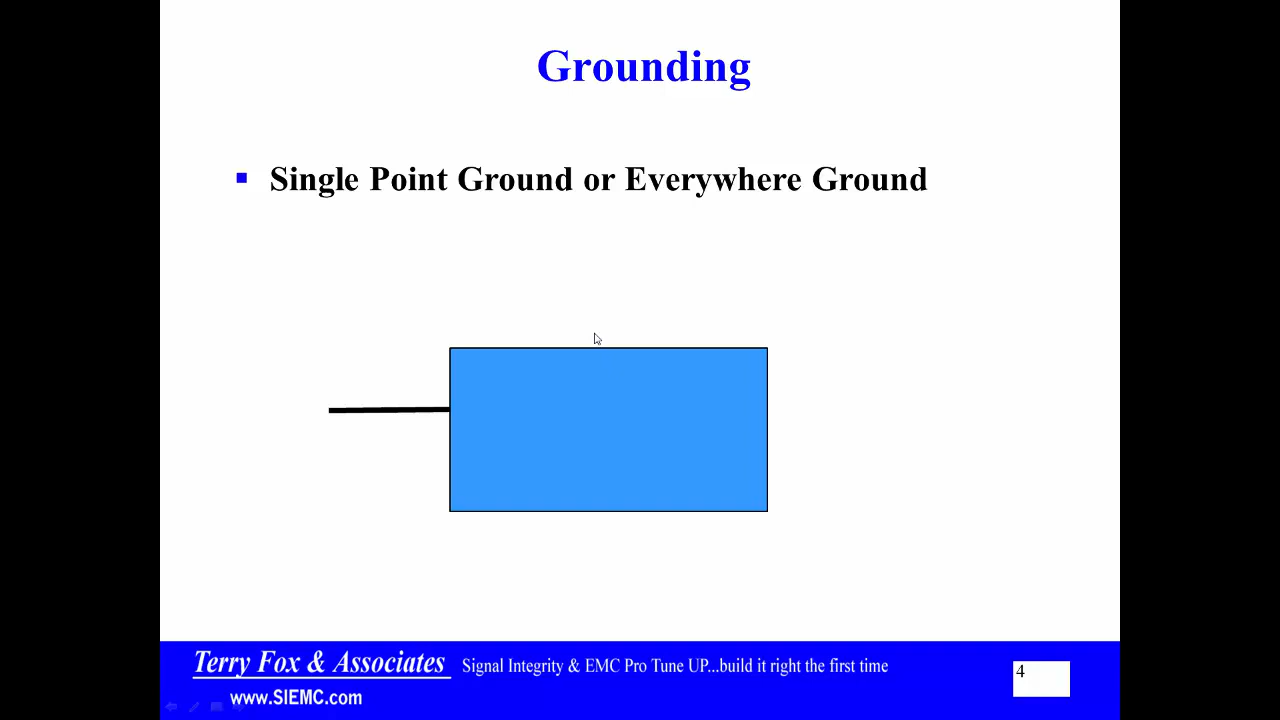 Grounding
Single Point Ground or Everywhere Ground
Terry Fox & Associates
Signal Integrity & EMC Pro Tune UP...build it right the first time
www.SIEMC.com
4